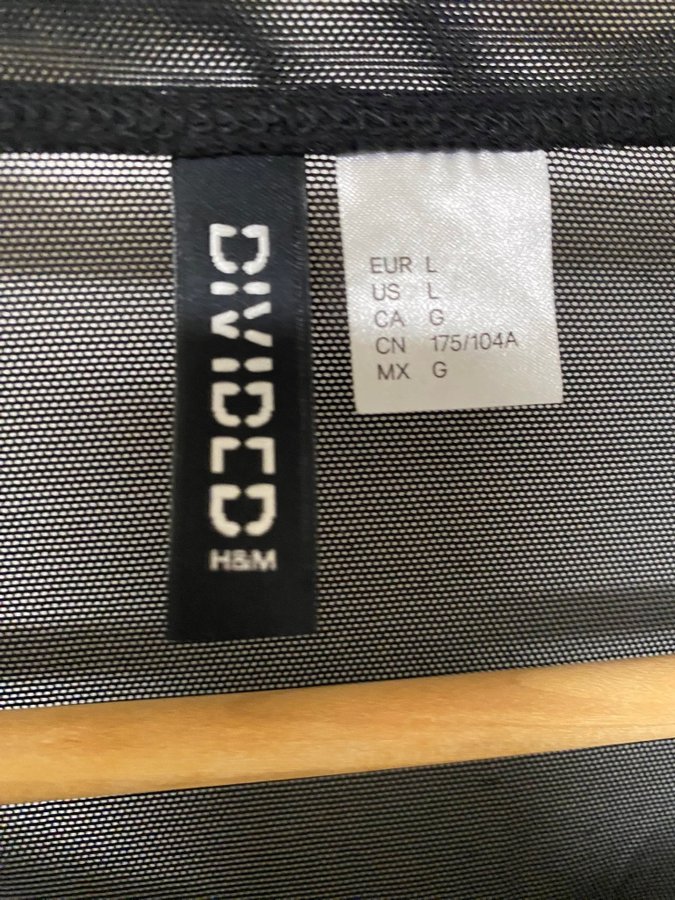 DIVIDED
H&M
EUR L
US L
CA G
CN 175/104A
MX G